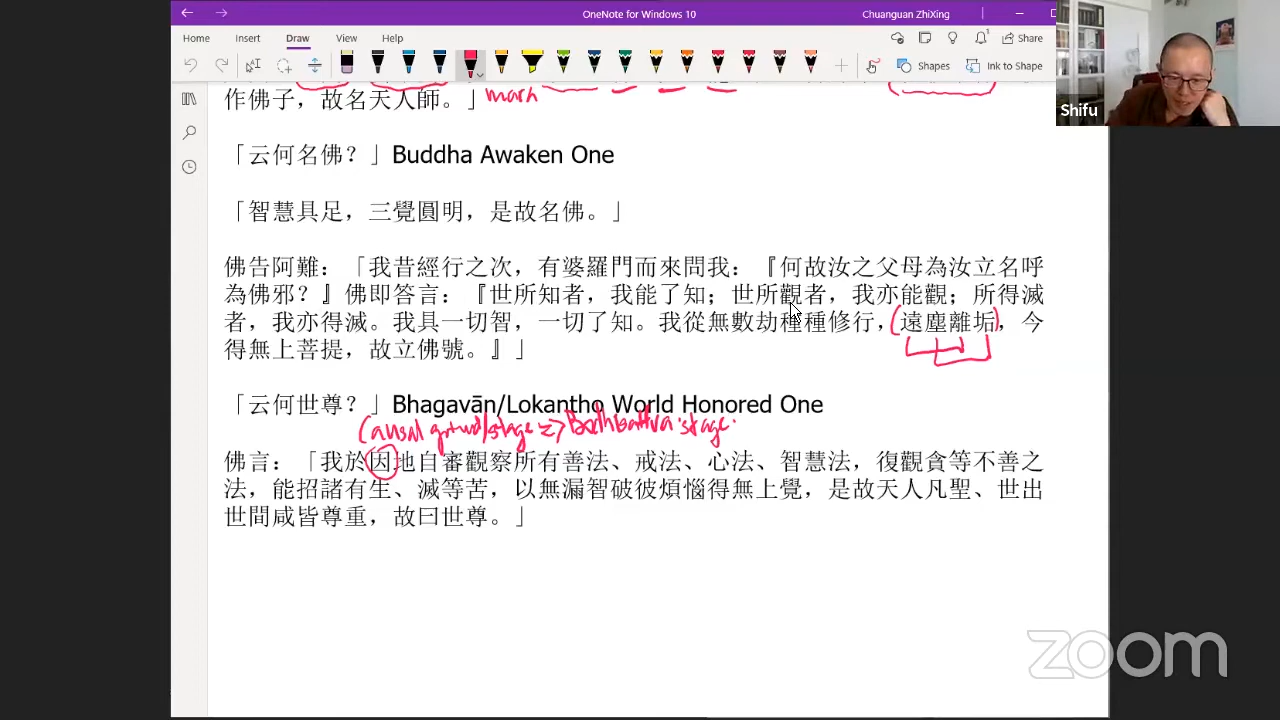 OneNote for Windows 10
Chuanguan ZhiXing
Home Insert Draw View Help
Share
Shapes
Ink to Shape
Shifu
作佛子，故名天人師。」mara
「云何名佛？」Buddha Awaken One
「智慧具足，三覺圓明，是故名佛。」
佛告阿難：「我昔經行之次，有婆羅門而來問我：『何故汝之父母為汝立名呼
為佛邪？』佛即答言：『世所知者，我能了知；世所觀者，我亦能觀；所得滅
者，我亦得滅。我具一切智，一切了知。我從無數劫種種修行，(遠塵離垢)，今
得無上菩提，故立佛號。』」
「云何世尊？」Bhagavān/Lokantho World Honored One
causal ground/stage => stage.
佛言：「我於因地自審觀察所有善法、戒法、心法、智慧法，復觀貪等不善之
法，能招諸有生、滅等苦，以無漏智破彼煩惱得無上覺，是故天人凡聖、世出
世間咸皆尊重，故曰世尊。」
zoom